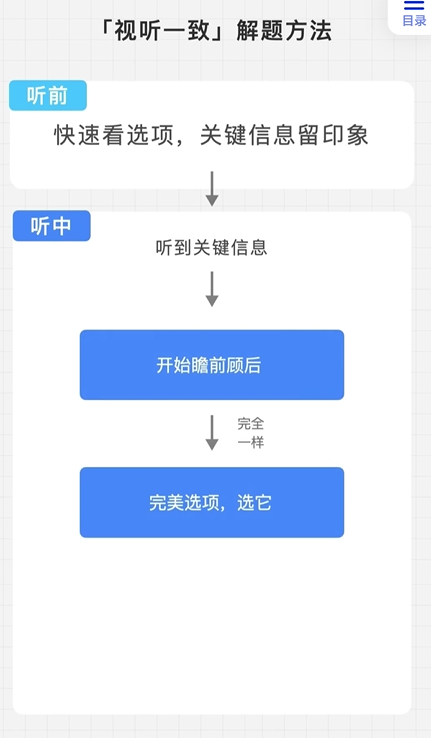 「视听一致」解题方法
目录
听前
快速看选项，关键信息留印象
听中
听到关键信息
开始瞻前顾后
完全
一样
完美选项，选它